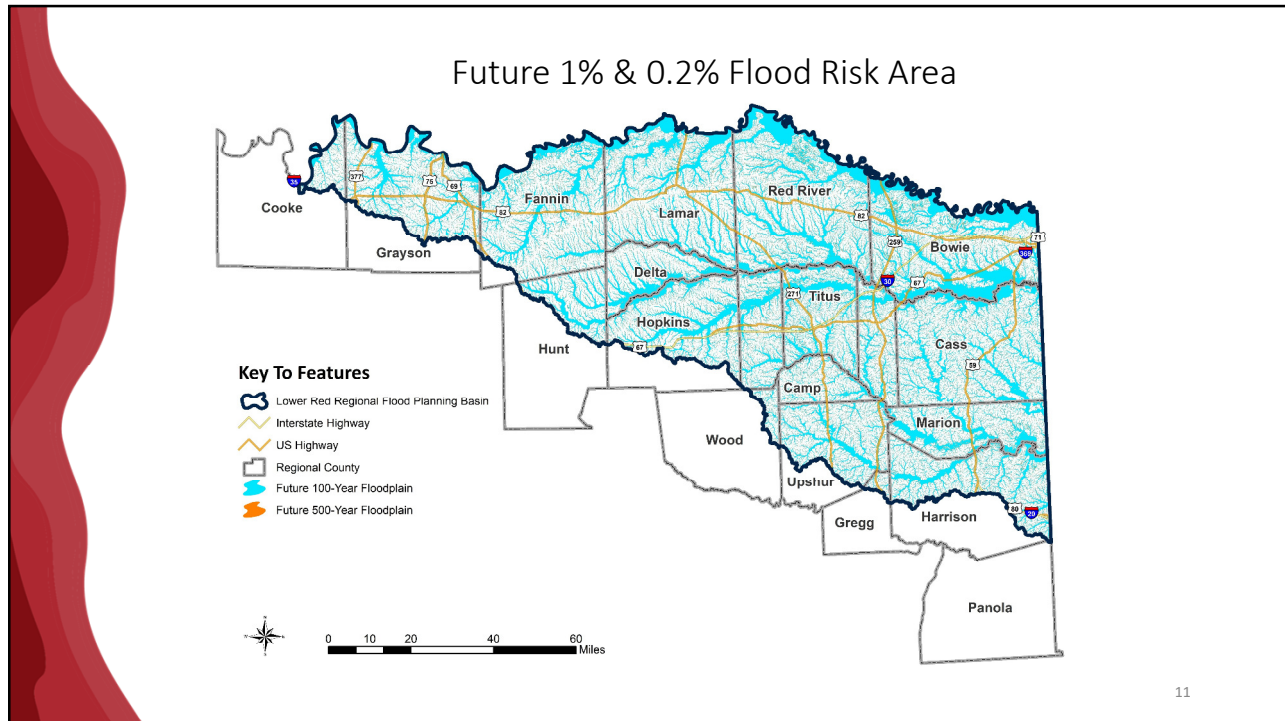 Future 1% & 0.2% Flood Risk Area
35
377
75
69
82
Cooke
Grayson
Fannin
Lamar
Red River
82
259
Bowie
71
369
Delta
30
67
271
Titus
Hopkins
Hunt
67
Cass
59
Camp
Marion
Wood
Upshur
80
20
Gregg
Harrison
Panola
Key To Features
Lower Red Regional Flood Planning Basin
Interstate Highway
US Highway
Regional County
Future 100-Year Floodplain
Future 500-Year Floodplain
N
W
E
S
0 10 20 40 60
Miles
11